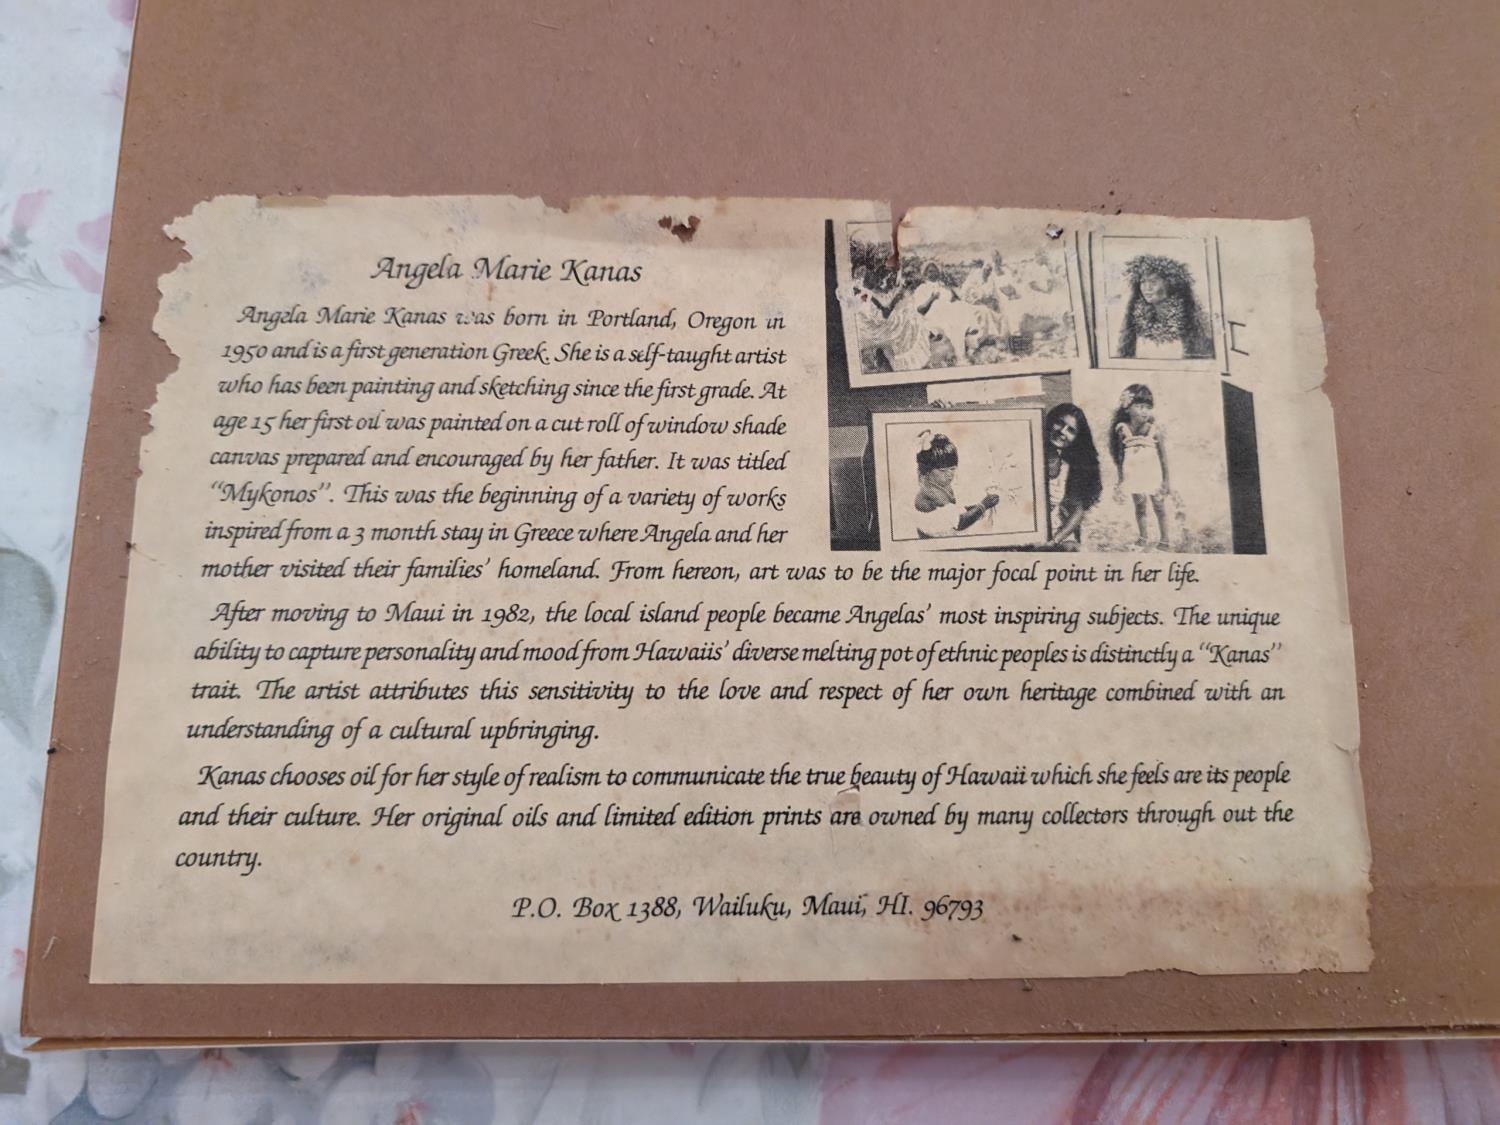 Angela Marie Kanas
Angela Marie Kanas was born in Portland, Oregon in
1950 and is a first generation Greek. She is a self-taught artist
who has been painting and sketching since the first grade. At
age 15 her first oil was painted on a cut roll of window shade
canvas prepared and encouraged by her father. It was titled
"Mykonos". This was the beginning of a variety of works
inspired from a 3 month stay in Greece where Angela and her
mother visited their families' homeland. From hereon, art was to be the major focal point in her life.
After moving to Maui in 1982, the local island people became Angelas' most inspiring subjects. The unique
ability to capture personality and mood from Hawaiis' diverse melting pot of ethnic peoples is distinctly a "Kanas"
trait. The artist attributes this sensitivity to the love and respect of her own heritage combined with an
understanding of a cultural upbringing.
Kanas chooses oil for her style of realism to communicate the true beauty of Hawaii which she feels are its people
and their culture. Her original oils and limited edition prints are owned by many collectors through out the
country.
P.O. Box 1388, Wailuku, Maui, HI. 96793